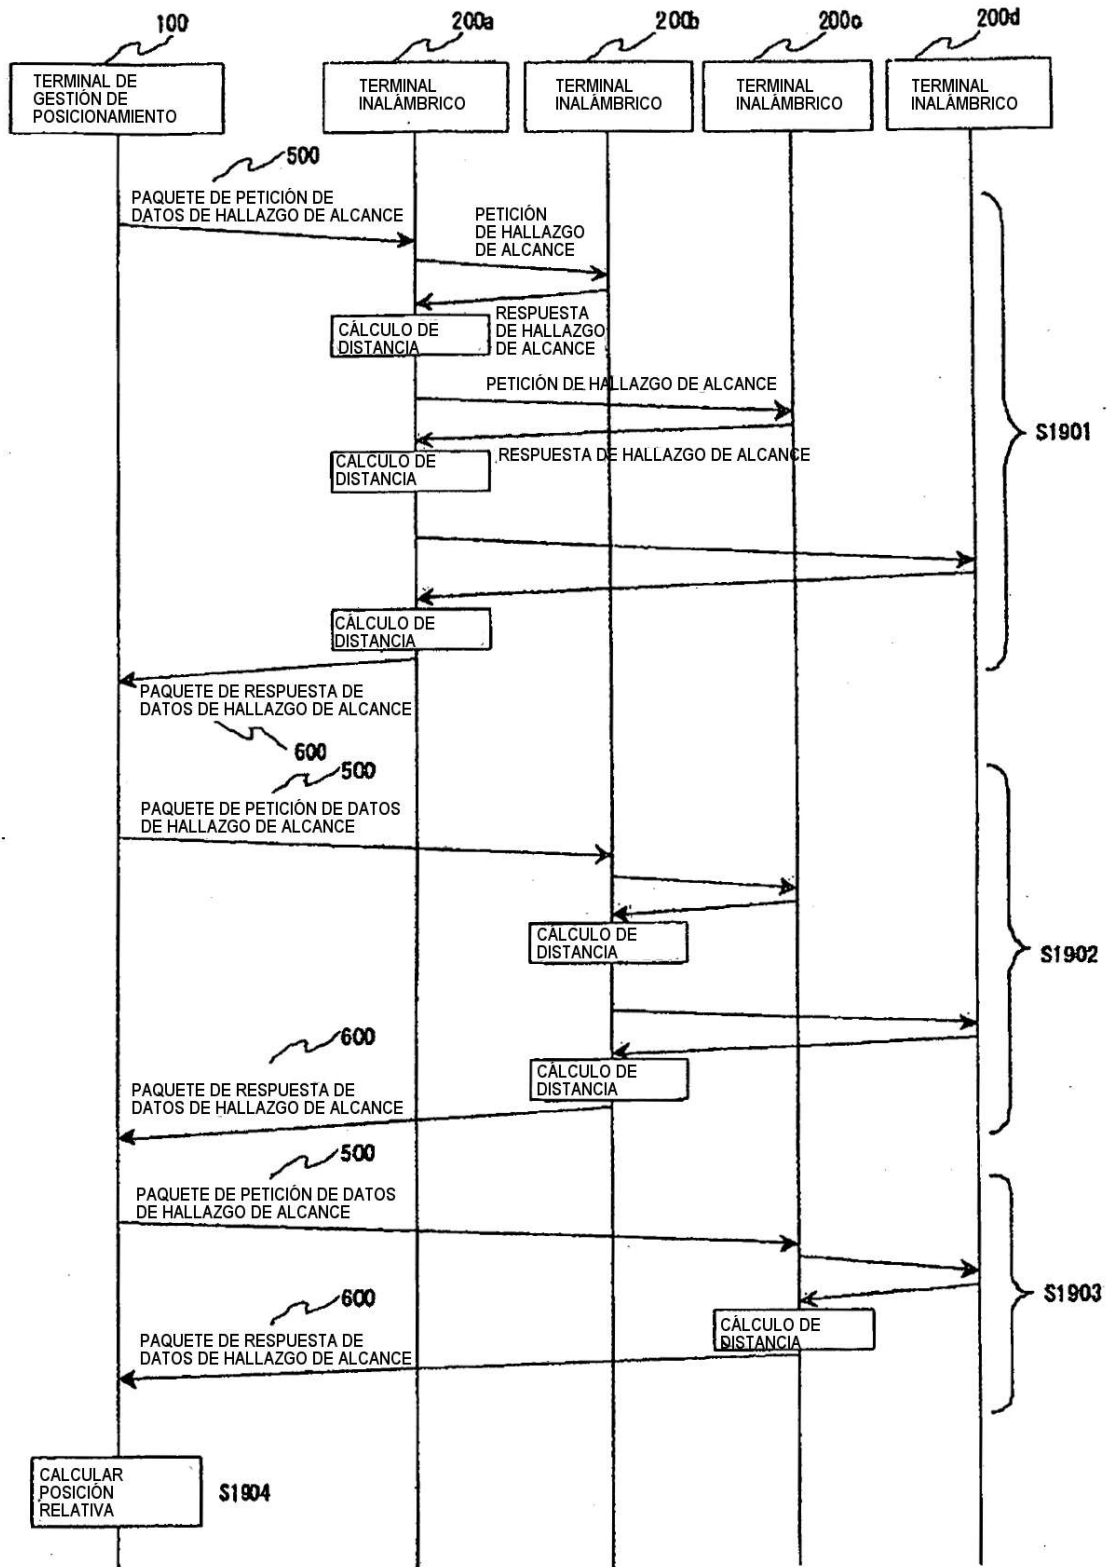 100
200a
200b
200c
200d
TERMINAL DE
GESTIÓN DE
POSICIONAMIENTO
TERMINAL
INALÁMBRICO
TERMINAL
INALÁMBRICO
TERMINAL
INALÁMBRICO
TERMINAL
INALÁMBRICO
500
PAQUETE DE PETICIÓN DE
DATOS DE HALLAZGO DE ALCANCE
PETICIÓN
DE HALLAZGO
DE ALCANCE
RESPUESTA
DE HALLAZGO
DE ALCANCE
CÁLCULO DE
DISTANCIA
PETICIÓN DE HALLAZGO DE ALCANCE
S1901
RESPUESTA DE HALLAZGO DE ALCANCE
CALCULO DE
DISTANCIA
CÁLCULO DE
DISTANCIA
PAQUETE DE RESPUESTA DE
DATOS DE HALLAZGO DE ALCANCE
600
500
PAQUETE DE PETICIÓN DE DATOS
DE HALLAZGO DE ALCANCE
CÁLCULO DE
DISTANCIA
S1902
600
CÁLCULO DE
DISTANCIA
PAQUETE DE RESPUESTA DE
DATOS DE HALLAZGO DE ALCANCE
500
PAQUETE DE PETICIÓN DE DATOS
DE HALLAZGO DE ALCANCE
600
S1903
CÁLCULO DE
DISTANCIA
PAQUETE DE RESPUESTA DE
DATOS DE HALLAZGO DE ALCANCE
CALCULAR
POSICIÓN
RELATIVA
S1904